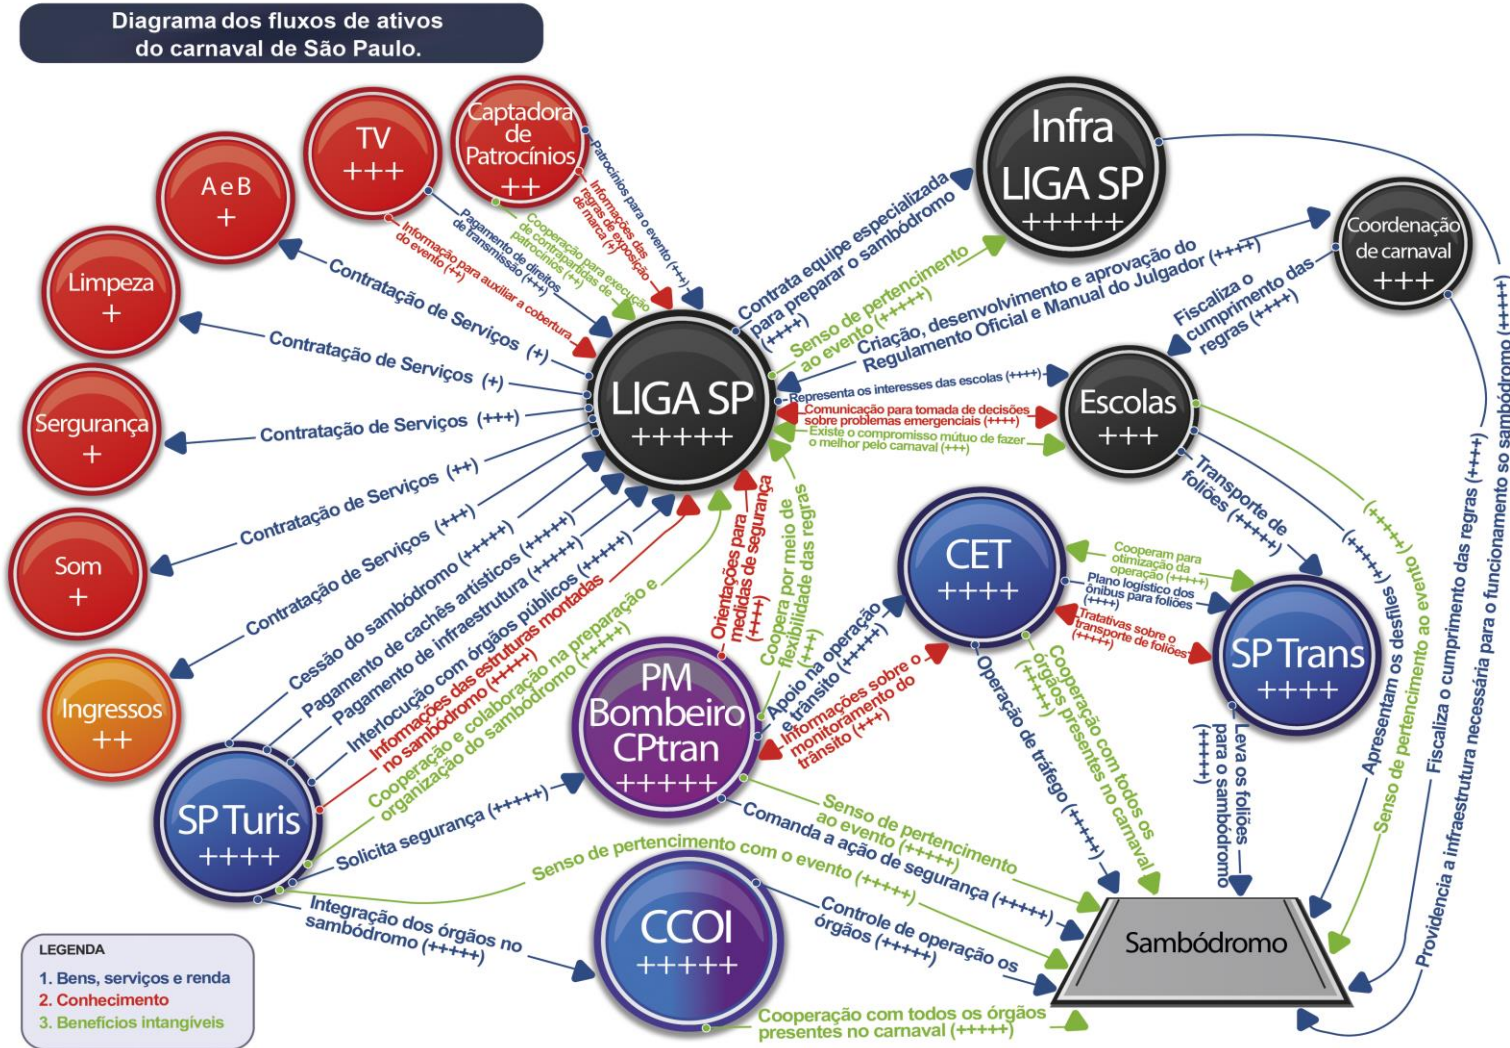 Diagrama dos fluxos de ativos
do carnaval de São Paulo.
Captadora
de
Patrocínios
++
TV
+++
A e B
+
Limpeza
+
Sergurança
+
Som
+
Ingressos
++
SP Turis
++++
LIGA SP
+++++
Infra
LIGA SP
+++++
Coordenação
de carnaval
+++
Escolas
+++
CET
++++
SP Trans
++++
PM
Bombeiro
CPtran
+++++
CCOI
+++++
Sambódromo
Patrocínios para o evento (+++)
Informações das
regras de exposição
de marca (+)
Cooperação para execução
de contrapartidas de
patrocínios (++)
Pagamento de direitos
de transmissão (+++)
Informação para auxiliar a cobertura
do evento (++)
Contratação de Serviços (+)
Contratação de Serviços (+)
Contratação de Serviços (+++)
Contratação de Serviços (++)
Contratação de Serviços (+++)
Cessão do sambódromo (+++++)
Pagamento de cachês artísticos (+++++)
Pagamento de infraestrutura (+++++)
Interlocução com órgãos públicos (+++++)
Informações das estruturas montadas
no sambódromo (++++)
Cooperação e colaboração na preparação e
organização do sambódromo (++++)
Solicita segurança (+++++)
Senso de pertencimento com o evento (+++++)
Integração dos órgãos no
sambódromo (+++++)
Contrata equipe especializada
para preparar o sambódromo
(++++)
Senso de pertencimento
ao evento (+++++)
Criação, desenvolvimento e aprovação do
Regulamento Oficial e Manual do Julgador (++++)
Fiscaliza o
cumprimento das
regras (++++)
Representa os interesses das escolas (++++)
Comunicação para tomada de decisões
sobre problemas emergenciais (++++)
Existe o compromisso mútuo de fazer
o melhor pelo carnaval (+++)
Orientações para
medidas de segurança
(+++)
Coopera por meio de
flexibilidade das regras
(+++)
Apoio na operação
e trânsito (+++++)
Informações sobre o
monitoramento do
trânsito (+++)
Cooperam para
otimização da
operação (+++++)
Plano logístico dos
ônibus para foliões
(++++)
Tratativas sobre o
transporte de foliões
(+++++)
Transporte de
foliões (+++++)
Operação de tráfego (+++++)
Cooperação com todos os
órgãos presentes no carnaval
(+++++)
Leva os foliões
para o sambódromo
(+++++)
Senso de pertencimento
ao evento (+++++)
Comanda a ação de segurança (+++++)
Controle de operação os
órgãos (+++++)
Cooperação com todos os órgãos
presentes no carnaval (+++++)
Apresentam os desfiles (+++++)
Senso de pertencimento ao evento (+++++)
Fiscaliza o cumprimento das regras (++++)
Providencia a infraestrutura necessária para o funcionamento so sambódromo (+++++)
LEGENDA
1. Bens, serviços e renda
2. Conhecimento
3. Benefícios intangíveis